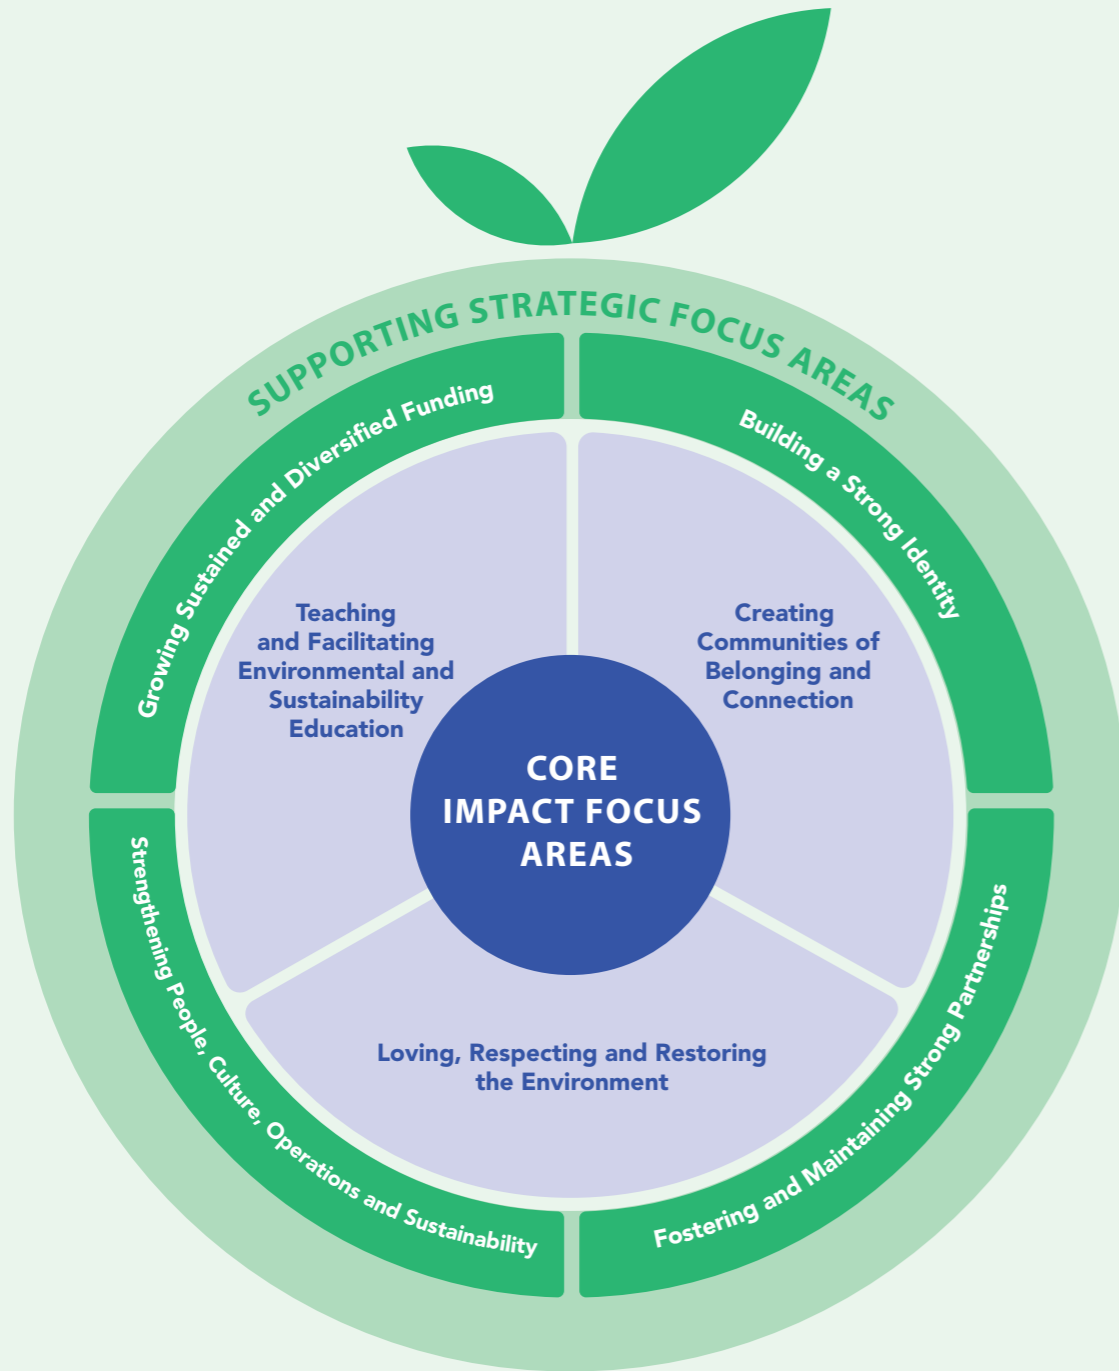 SUPPORTING STRATEGIC FOCUS AREAS
Growing Sustained and Diversified Funding
Building a Strong Identity
Teaching
and Facilitating
Environmental and
Sustainability
Education
Creating
Communities of
Belonging and
Connection
CORE
IMPACT FOCUS
AREAS
Loving, Respecting and Restoring
the Environment
Strengthening People, Culture, Operations and Sustainability
Fostering and Maintaining Strong Partnerships